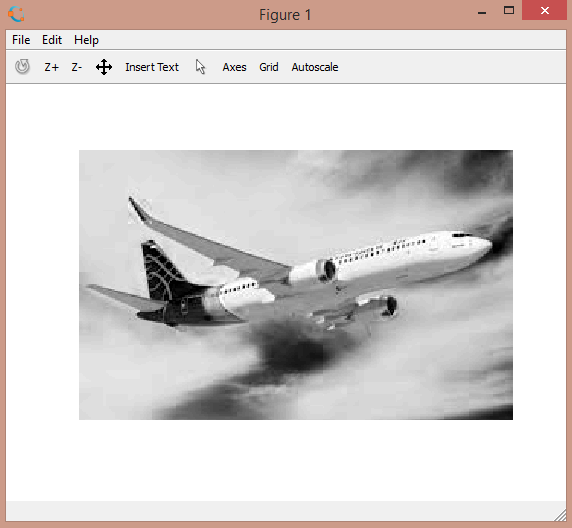 Figure 1
File Edit Help
Z+ Z- Insert Text Axes Grid Autoscale